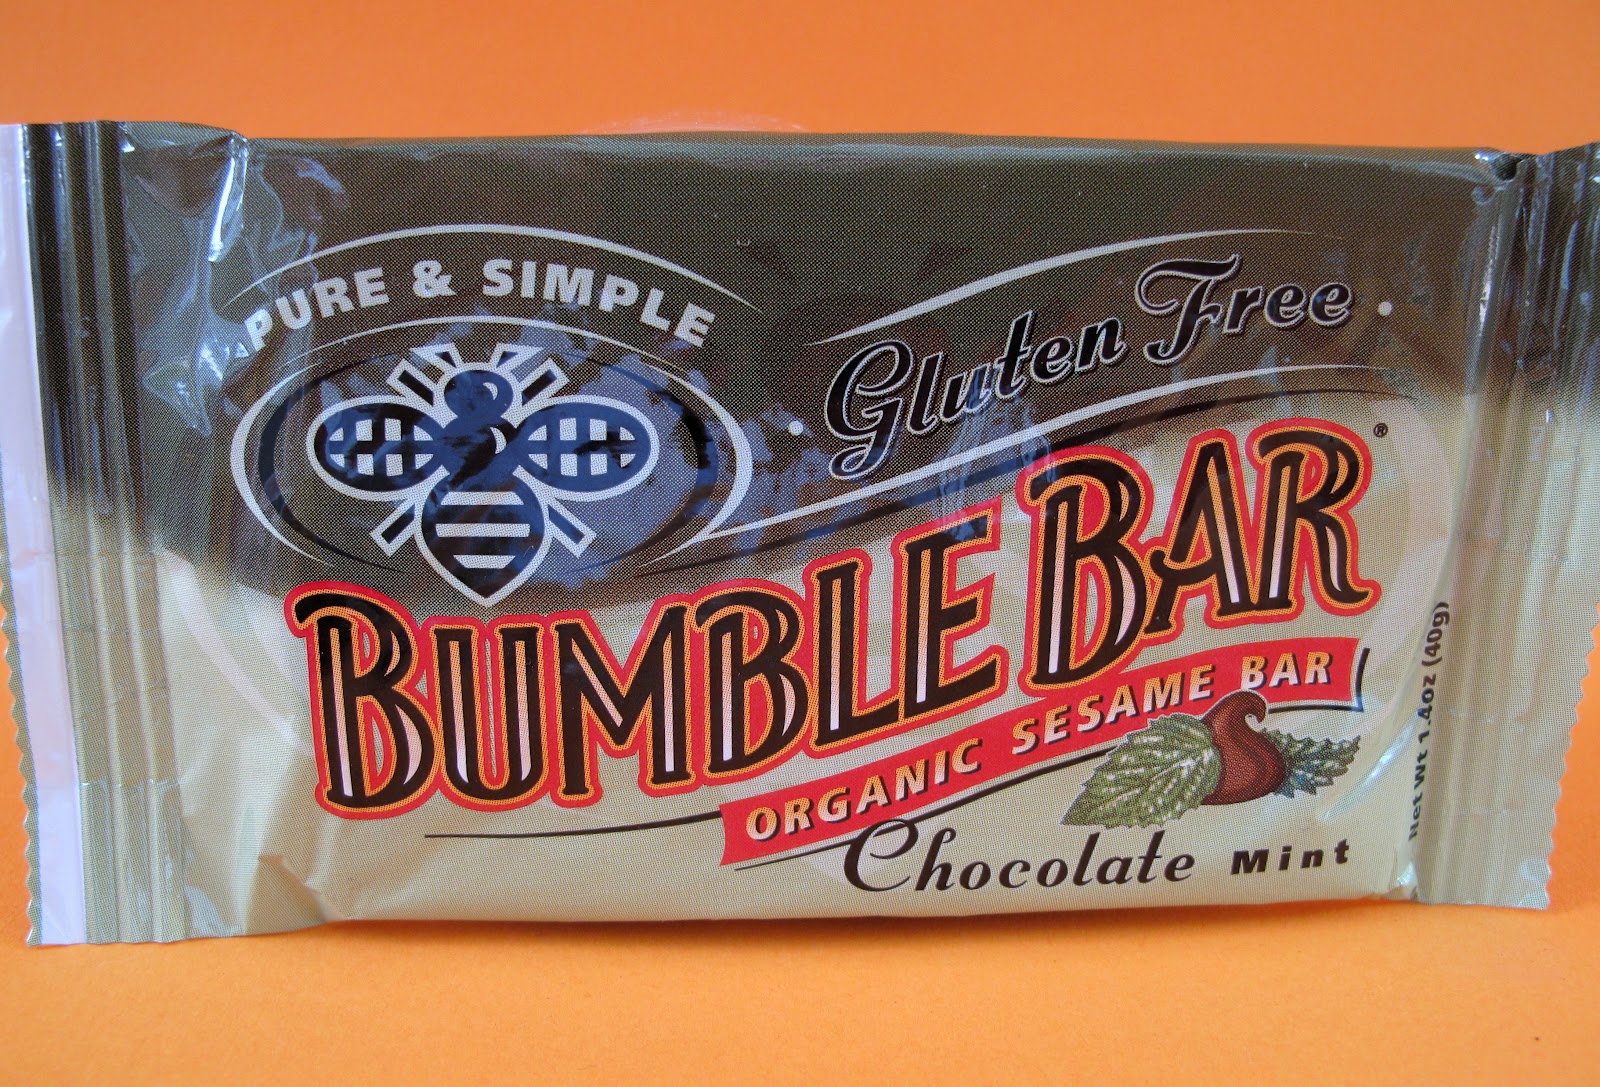 PURE & SIMPLE
Gluten Free
BUMBLE BAR®
ORGANIC SESAME BAR
Chocolate Mint
Net Wt 1.4oz (40g)